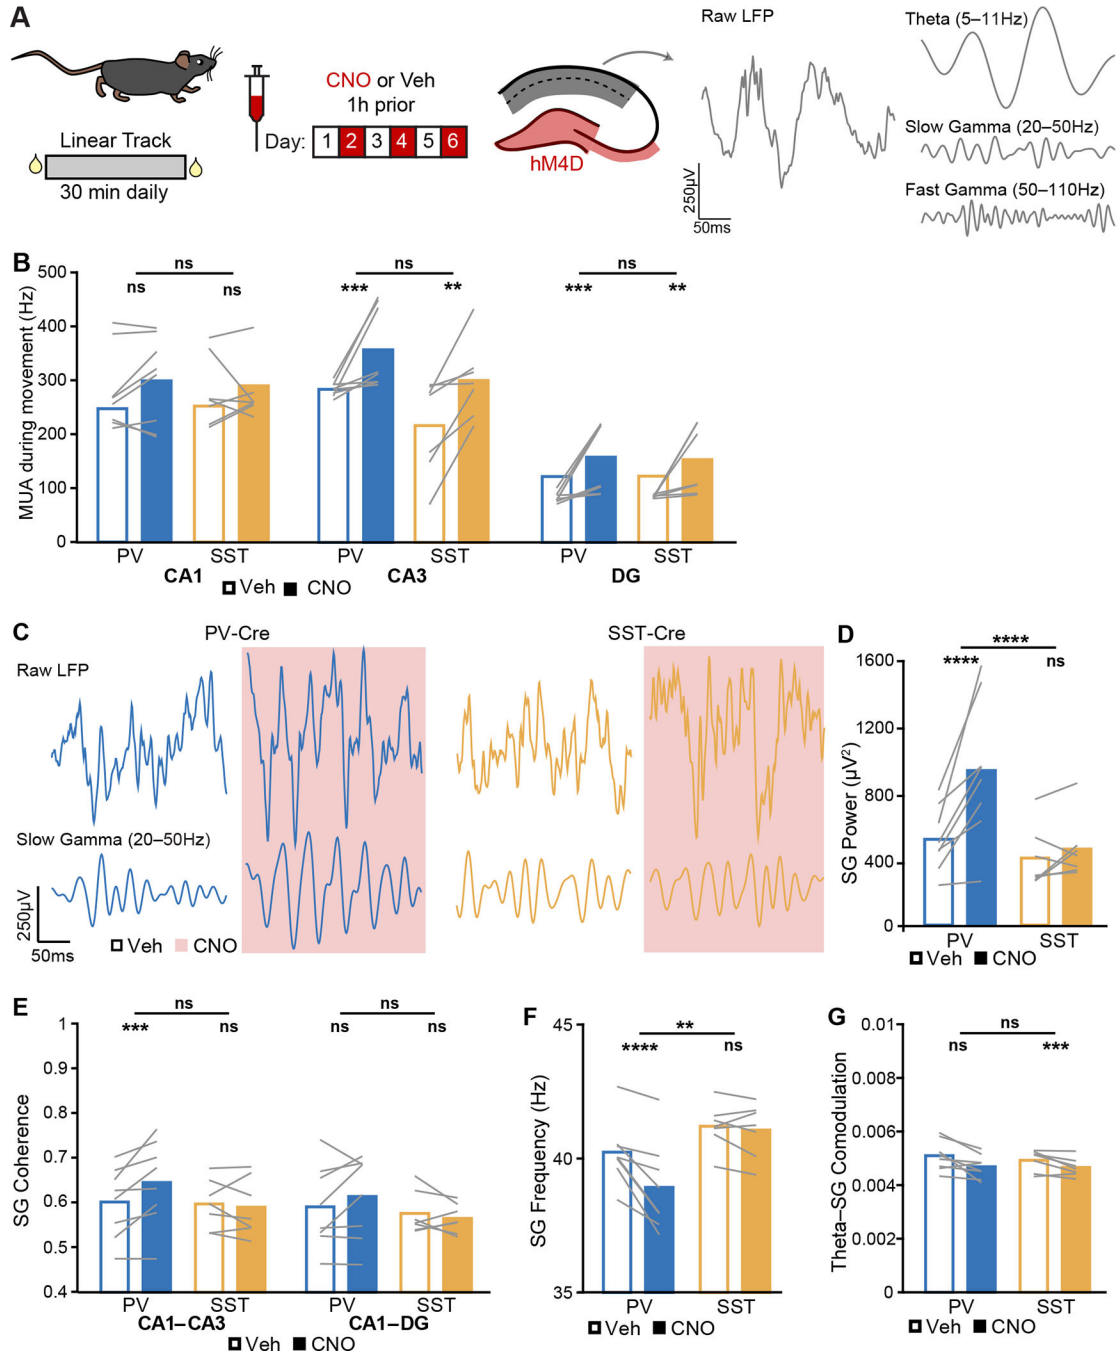 A
Linear Track
30 min daily
CNO or Veh
1h prior
Day: 1 2 3 4 5 6
hM4D
Raw LFP
250µV
50ms
Theta (5–11Hz)
Slow Gamma (20–50Hz)
Fast Gamma (50–110Hz)
B
MUA during movement (Hz)
500
400
300
200
100
0
ns
ns
ns
ns
***
**
ns
***
**
PV
SST
PV
SST
PV
SST
CA1
CA3
DG
Veh CNO
C
PV-Cre
SST-Cre
Raw LFP
Slow Gamma (20–50Hz)
250µV
50ms
Veh CNO
D
SG Power (µV²)
1600
1200
800
400
0
****
****
ns
PV
SST
Veh CNO
E
SG Coherence
1
0.9
0.8
0.7
0.6
0.5
0.4
ns
***
ns
ns
ns
ns
PV
SST
PV
SST
CA1–CA3
CA1–DG
Veh CNO
F
SG Frequency (Hz)
45
40
35
**
****
ns
PV
SST
Veh CNO
G
Theta–SG Comodulation
0.01
0.008
0.006
0.004
0.002
0
ns
ns
***
PV
SST
Veh CNO